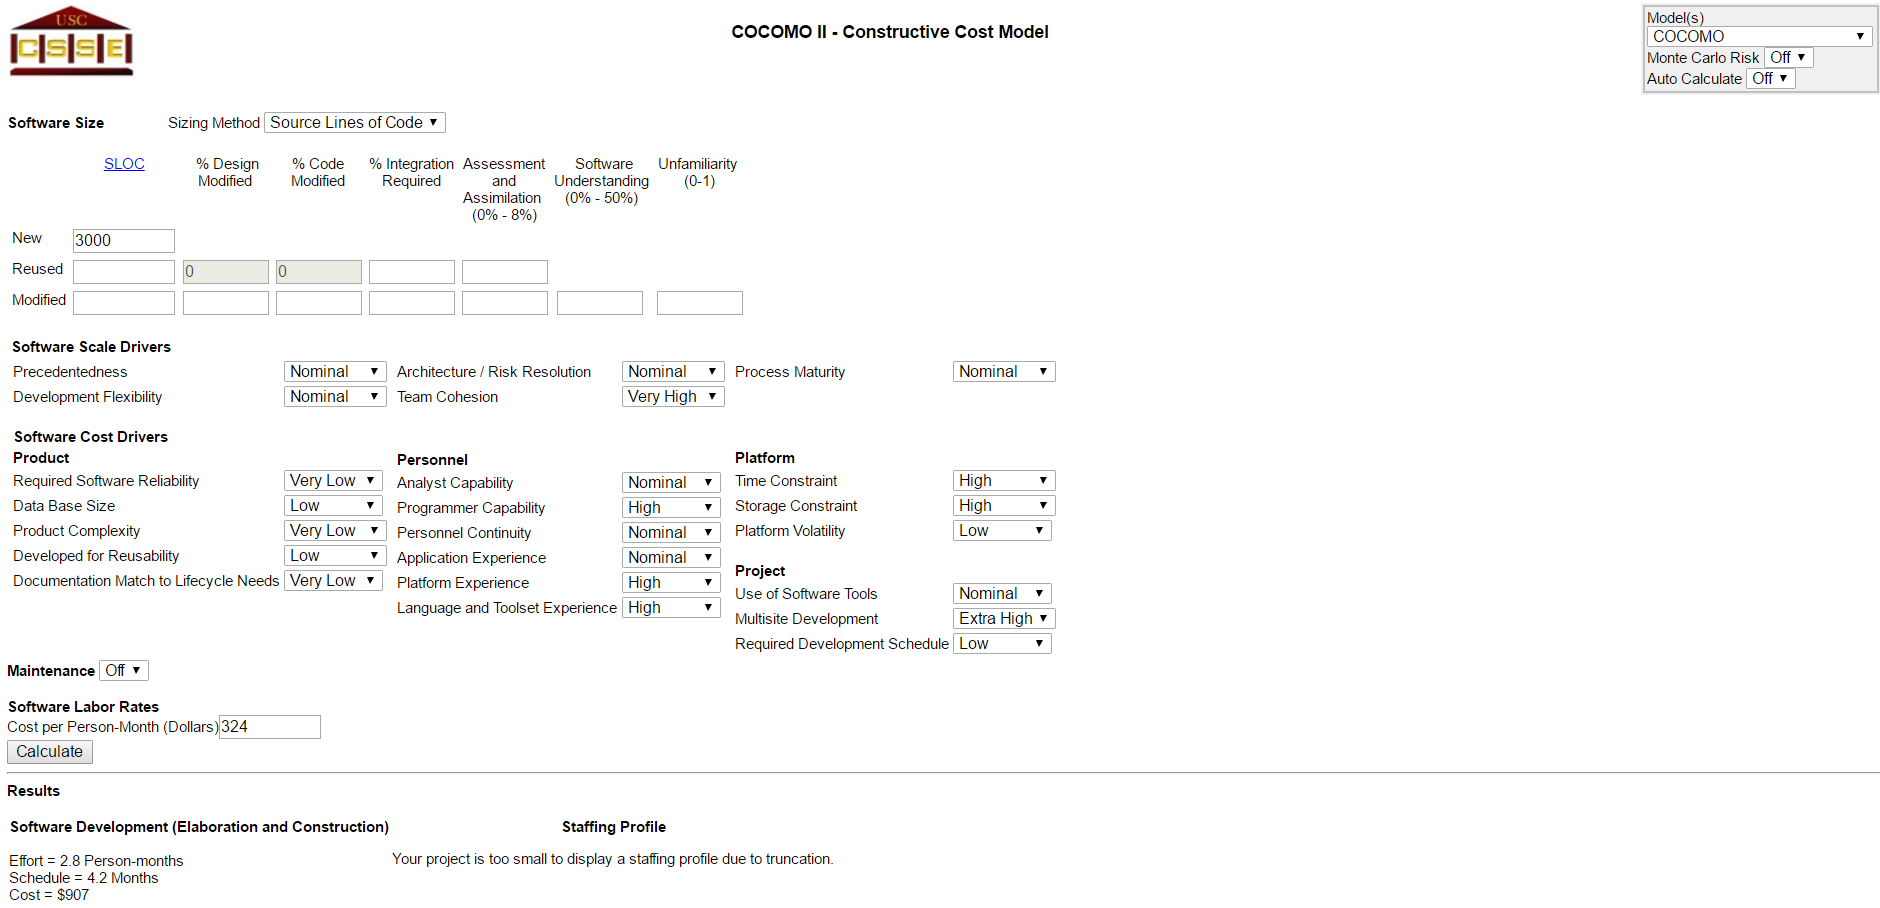 USC
CSSE
COCOMO II - Constructive Cost Model
Model(s)
COCOMO
Monte Carlo Risk Off
Auto Calculate Off
Software Size Sizing Method Source Lines of Code
SLOC % Design % Code % Integration Assessment Software Unfamiliarity
Modified Modified Required and Understanding (0-1)
Assimilation (0% - 50%)
(0% - 8%)
New 3000
Reused 0 0
Modified
Software Scale Drivers
Precedentedness Nominal Architecture / Risk Resolution Nominal Process Maturity Nominal
Development Flexibility Nominal Team Cohesion Very High
Software Cost Drivers
Product Personnel Platform
Required Software Reliability Very Low Analyst Capability Nominal Time Constraint High
Data Base Size Low Programmer Capability High Storage Constraint High
Product Complexity Very Low Personnel Continuity Nominal Platform Volatility Low
Developed for Reusability Low Application Experience Nominal
Documentation Match to Lifecycle Needs Very Low Platform Experience High Project
Language and Toolset Experience High Use of Software Tools Nominal
Multisite Development Extra High
Required Development Schedule Low
Maintenance Off
Software Labor Rates
Cost per Person-Month (Dollars) 324
Calculate
Results
Software Development (Elaboration and Construction) Staffing Profile
Effort = 2.8 Person-months Your project is too small to display a staffing profile due to truncation.
Schedule = 4.2 Months
Cost = $907